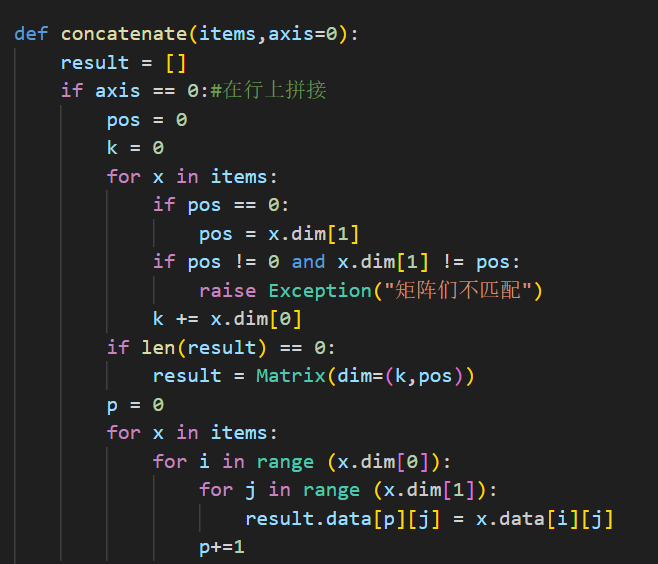 def concatenate(items,axis=0):
    result = []
    if axis == 0:#在行上拼接
        pos = 0
        k = 0
        for x in items:
            if pos == 0:
                pos = x.dim[1]
            if pos != 0 and x.dim[1] != pos:
                raise Exception("矩阵们不匹配")
            k += x.dim[0]
        if len(result) == 0:
            result = Matrix(dim=(k,pos))
        p = 0
        for x in items:
            for i in range (x.dim[0]):
                for j in range (x.dim[1]):
                    result.data[p][j] = x.data[i][j]
                p+=1